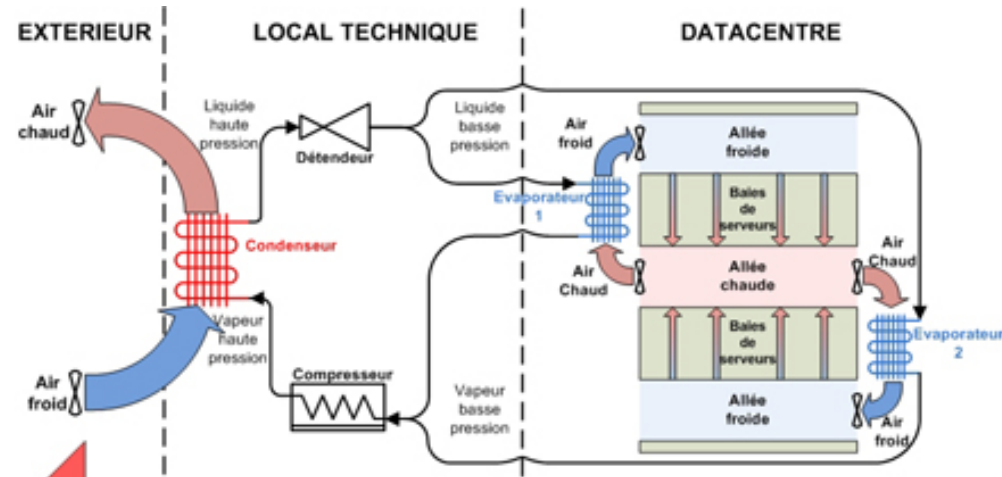 EXTERIEUR
LOCAL TECHNIQUE
DATACENTRE
Air
chaud
Liquide
haute
pression
Détendeur
Liquide
basse
pression
Air
froid
Allée
froide
Evaporateur
1
Baies
de
serveurs
Condenseur
Air
Chaud
Allée
chaude
Air
Chaud
Vapeur
haute
pression
Baies
de
serveurs
Evaporateur
2
Air
froid
Compresseur
Vapeur
basse
pression
Allée
froide
Air
froid